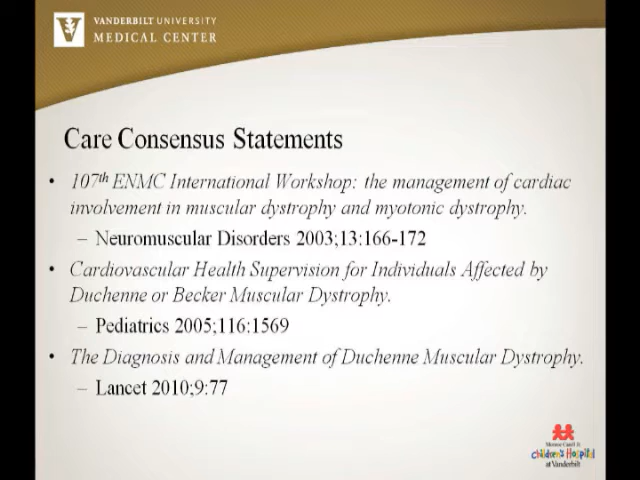 VANDERBILT UNIVERSITY
MEDICAL CENTER
Care Consensus Statements
• 107th ENMC International Workshop: the management of cardiac
involvement in muscular dystrophy and myotonic dystrophy.
– Neuromuscular Disorders 2003;13:166-172
• Cardiovascular Health Supervision for Individuals Affected by
Duchenne or Becker Muscular Dystrophy.
– Pediatrics 2005;116:1569
• The Diagnosis and Management of Duchenne Muscular Dystrophy.
– Lancet 2010;9:77
Monroe Carell Jr.
Children's Hospital
at Vanderbilt